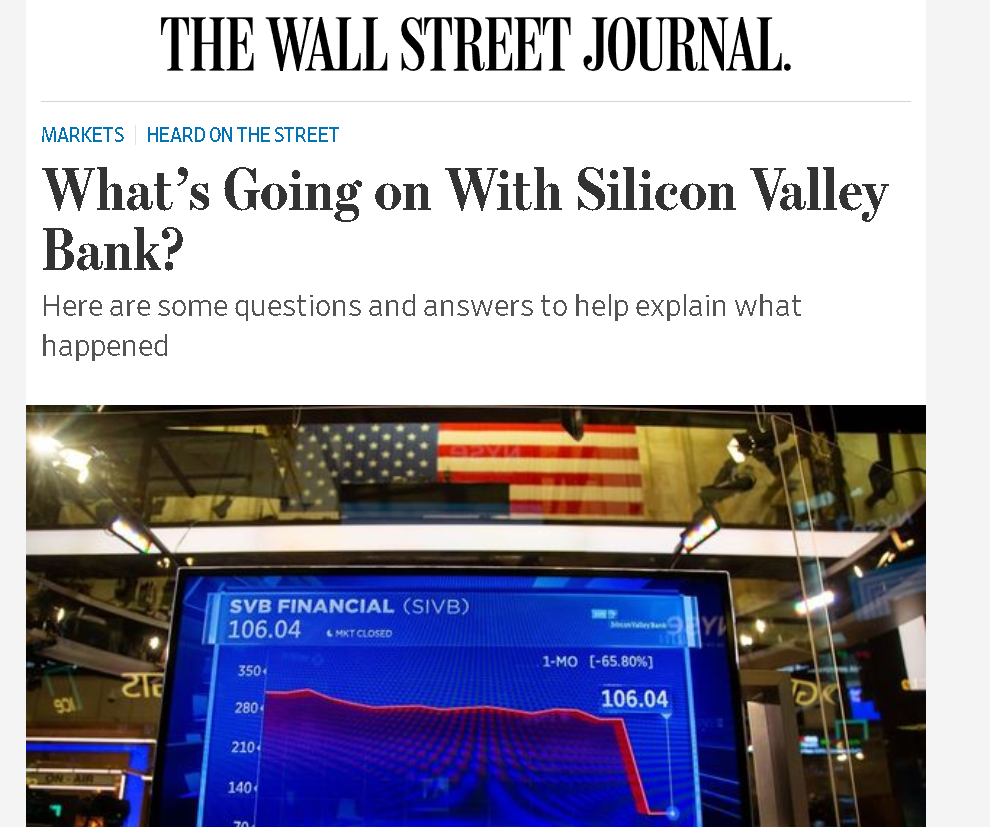 THE WALL STREET JOURNAL.
MARKETS HEARD ON THE STREET
What's Going on With Silicon Valley
Bank?
Here are some questions and answers to help explain what
happened
SVB FINANCIAL (SIVB)
106.04 MKT CLOSED
Silicon Valley Bank
1-MO [-65.80%]
350
106.04
280
210
140
70
ON - AIR